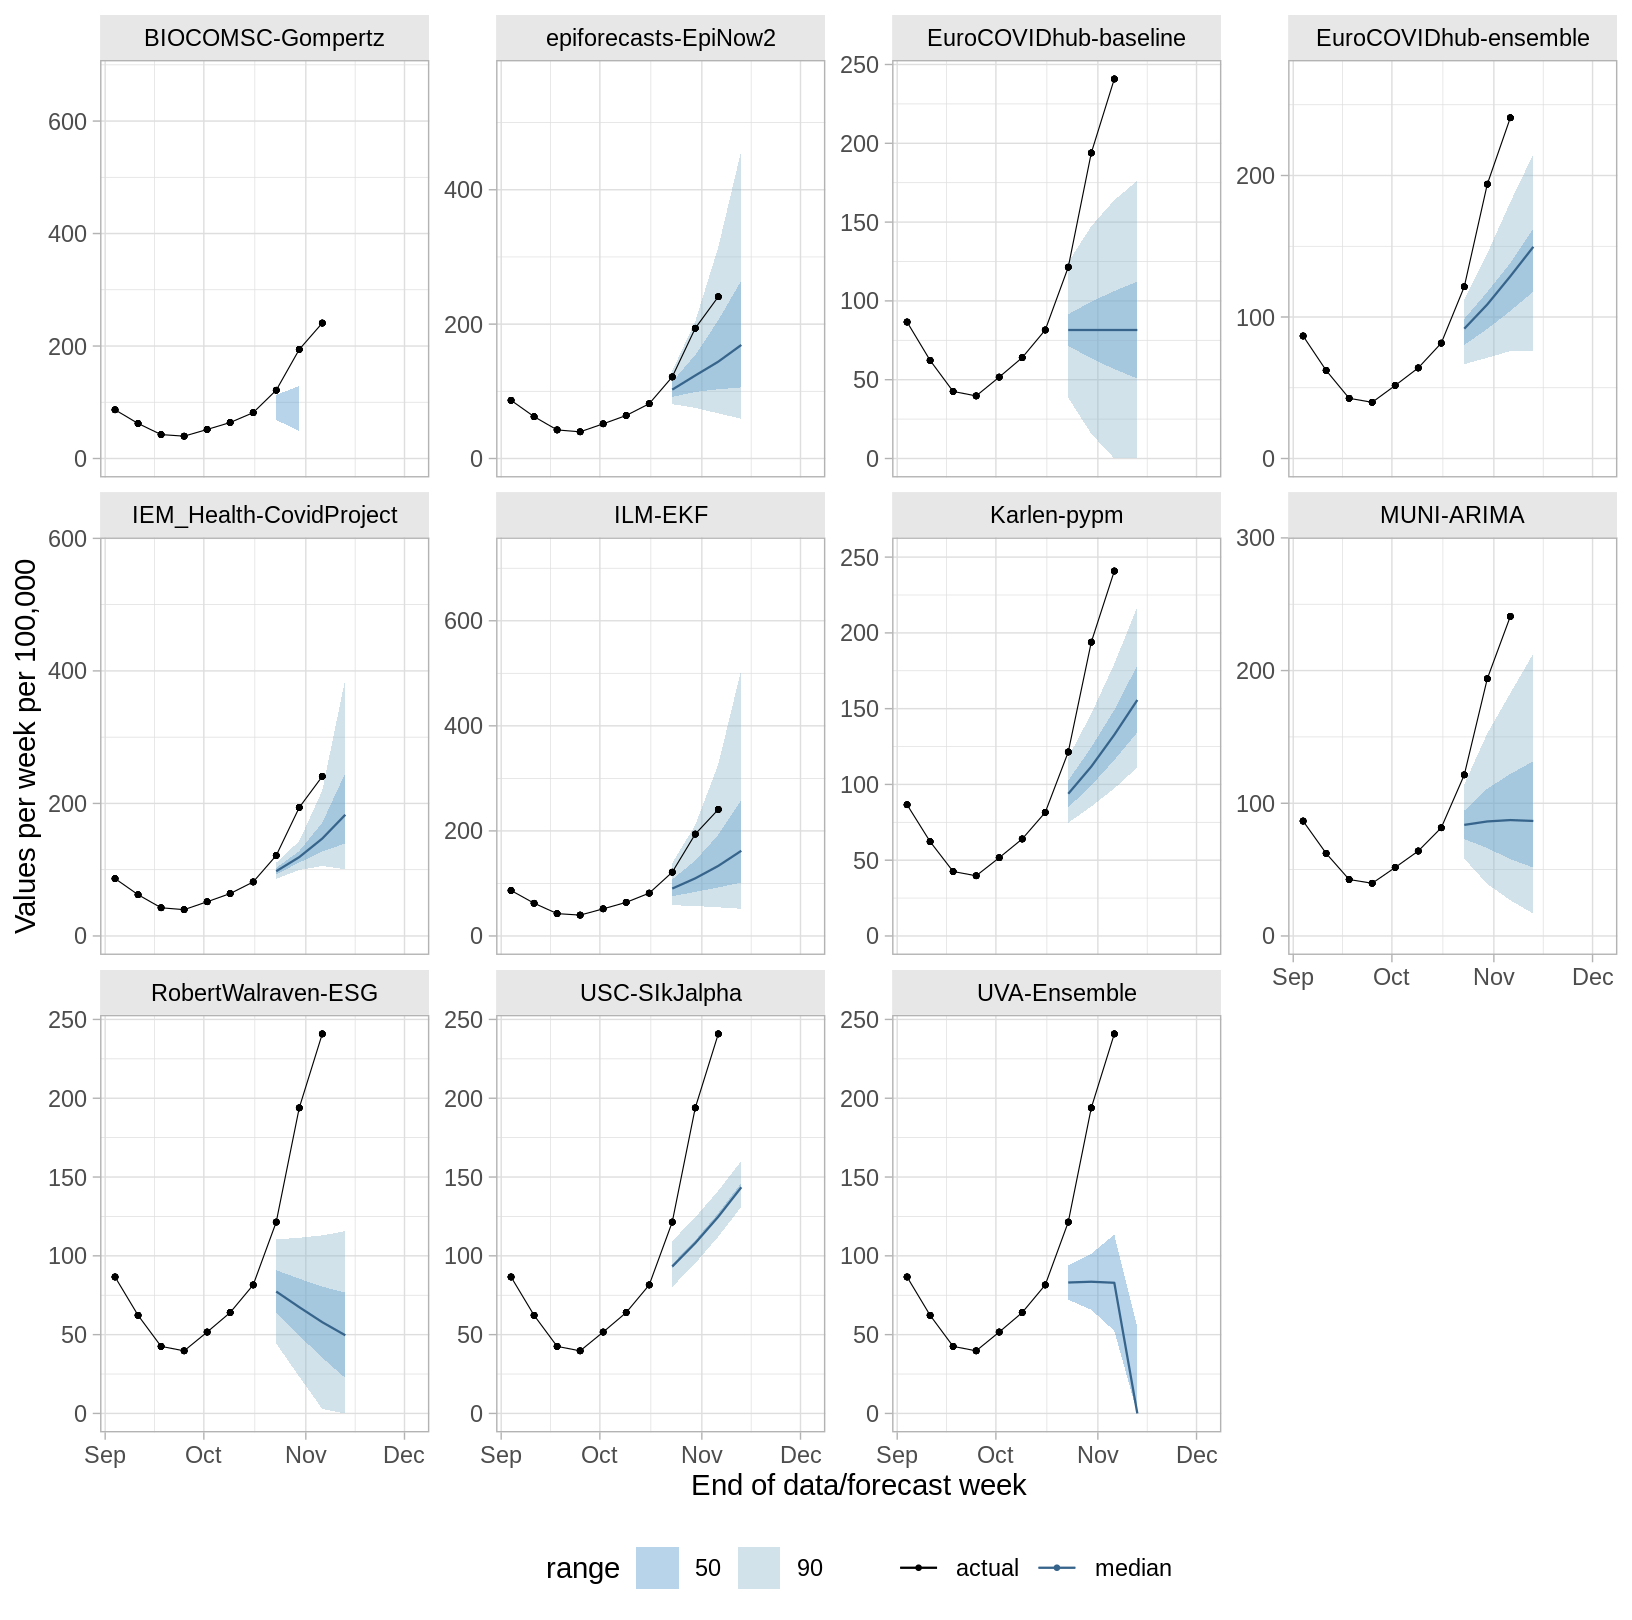 BIOCOMSC-Gompertz
epiforecasts-EpiNow2
EuroCOVIDhub-baseline
EuroCOVIDhub-ensemble
600
400
200
0
400
200
0
250
200
150
100
50
0
200
100
0
IEM_Health-CovidProject
ILM-EKF
Karlen-pypm
MUNI-ARIMA
Values per week per 100,000
600
400
200
0
600
400
200
0
250
200
150
100
50
0
300
200
100
0
Sep Oct Nov Dec
RobertWalraven-ESG
USC-SIkJalpha
UVA-Ensemble
250
200
150
100
50
0
250
200
150
100
50
0
250
200
150
100
50
0
Sep Oct Nov Dec
Sep Oct Nov Dec
Sep Oct Nov Dec
End of data/forecast week
range 50 90 actual median